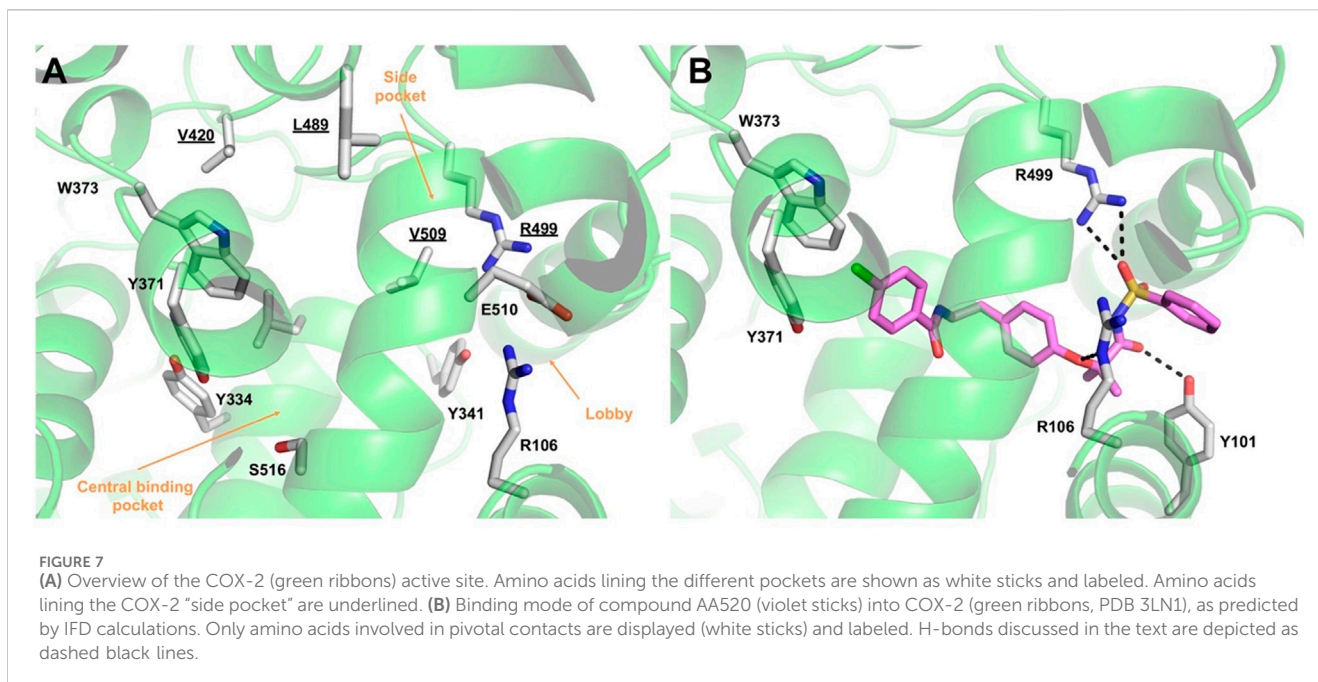 A
Side
pocket
V420
L489
W373
V509
R499
Y371
E510
Y334
Y341
Lobby
R106
S516
Central binding
pocket
B
W373
R499
Y371
R106
Y101
FIGURE 7
(A) Overview of the COX-2 (green ribbons) active site. Amino acids lining the different pockets are shown as white sticks and labeled. Amino acids
lining the COX-2 “side pocket” are underlined. (B) Binding mode of compound AA520 (violet sticks) into COX-2 (green ribbons, PDB 3LN1), as predicted
by IFD calculations. Only amino acids involved in pivotal contacts are displayed (white sticks) and labeled. H-bonds discussed in the text are depicted as
dashed black lines.